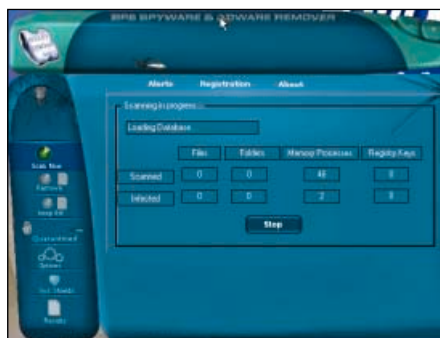 BPS SPYWARE & ADWARE REMOVER
Alerts Registration About
Scanning in progress...
Loading Database
Files Folders Memory Processes Registry Keys
Scanned 0 0 48 0
Infected 0 0 2 0
Stop
Scan Now
Quarantined
Options